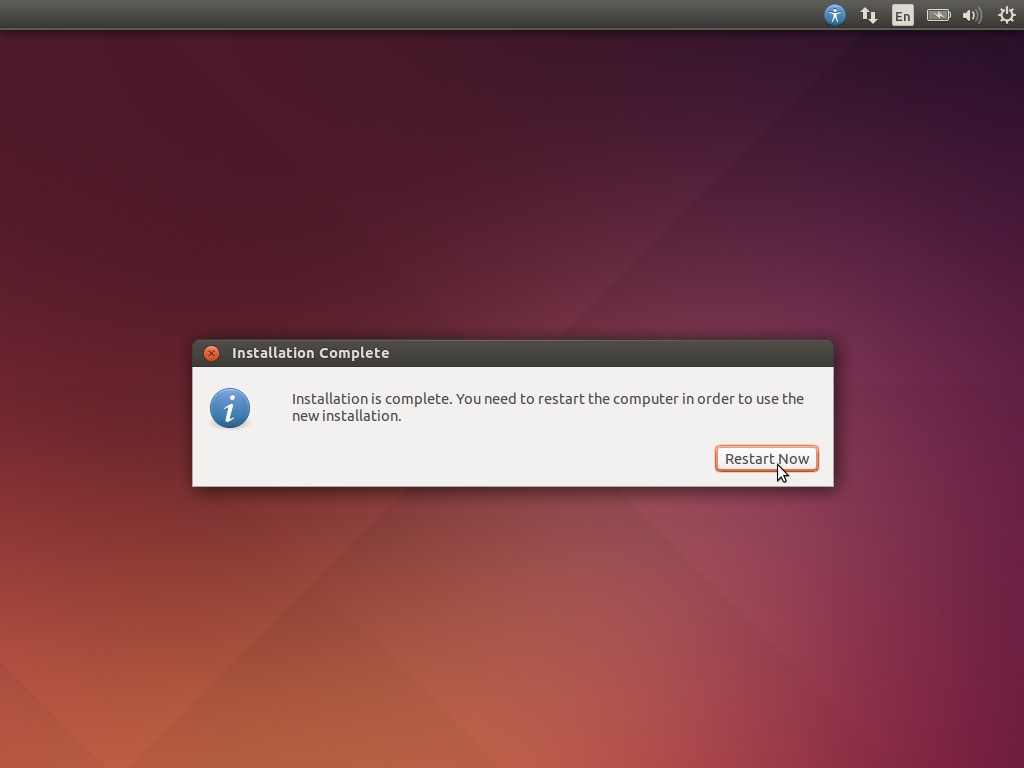 En
Installation Complete
Installation is complete. You need to restart the computer in order to use the
new installation.
Restart Now